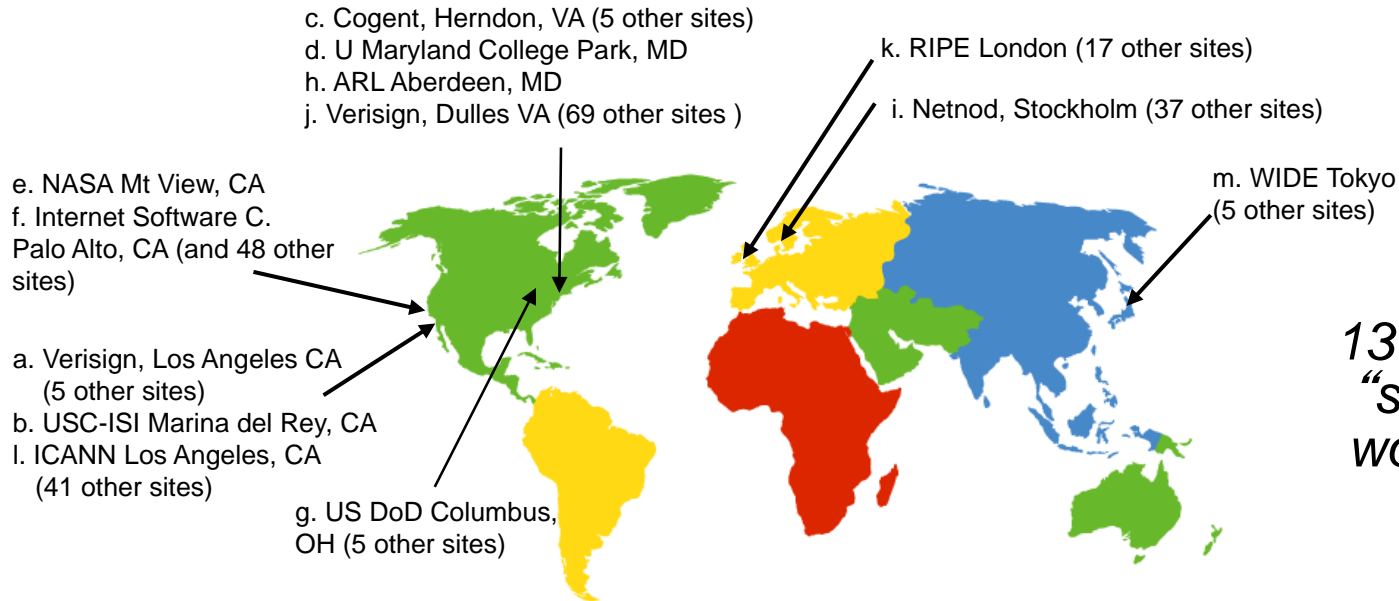 c. Cogent, Herndon, VA (5 other sites)
d. U Maryland College Park, MD
h. ARL Aberdeen, MD
j. Verisign, Dulles VA (69 other sites )
k. RIPE London (17 other sites)
i. Netnod, Stockholm (37 other sites)
e. NASA Mt View, CA
f. Internet Software C.
Palo Alto, CA (and 48 other
sites)
m. WIDE Tokyo
(5 other sites)
a. Verisign, Los Angeles CA
(5 other sites)
b. USC-ISI Marina del Rey, CA
l. ICANN Los Angeles, CA
(41 other sites)
g. US DoD Columbus,
OH (5 other sites)
13